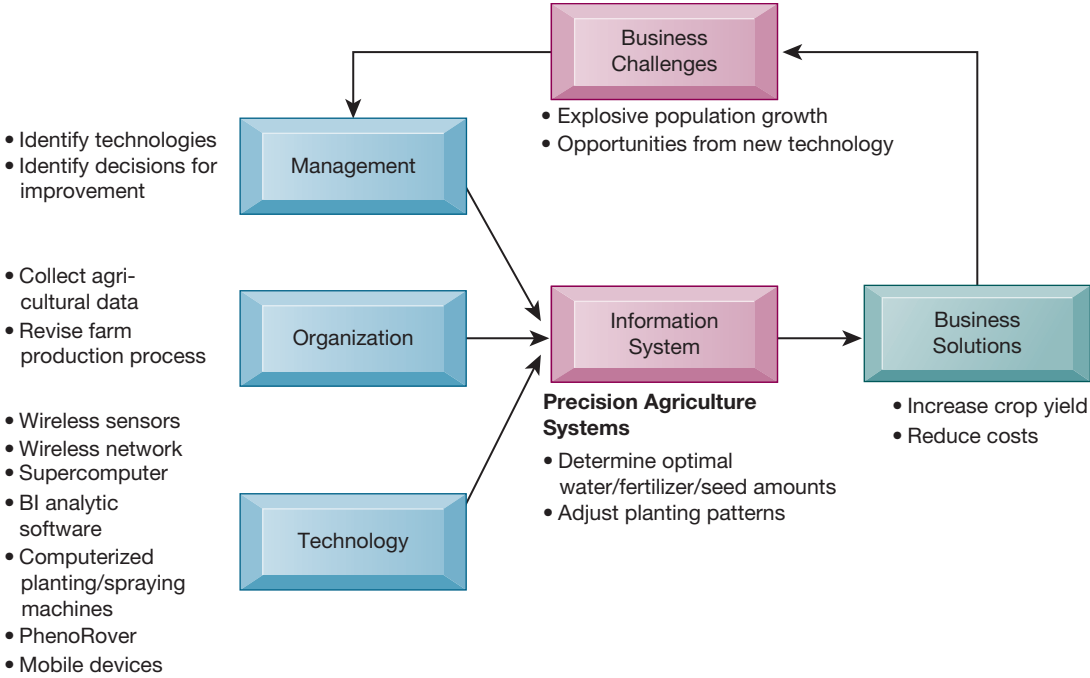 Business
Challenges
• Explosive population growth
• Opportunities from new technology
• Identify technologies
• Identify decisions for
improvement
Management
• Collect agri-
cultural data
• Revise farm
production process
Organization
Information
System
Precision Agriculture
Systems
• Determine optimal
water/fertilizer/seed amounts
• Adjust planting patterns
Business
Solutions
• Increase crop yield
• Reduce costs
• Wireless sensors
• Wireless network
• Supercomputer
• BI analytic
software
• Computerized
planting/spraying
machines
• PhenoRover
• Mobile devices
Technology